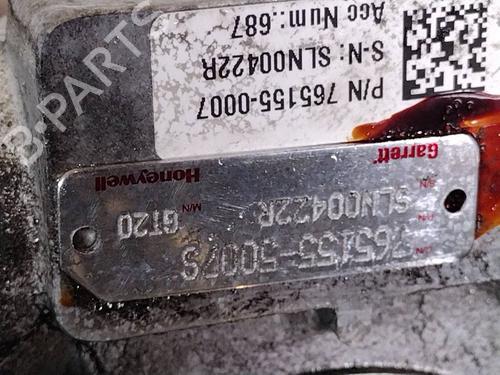 P/N 765155-0007
S-N: SLN00422R
Acc Num:687
Garrett
Honeywell
S/N
SLN00422R
M/N
GT20
P/N
765155-5007S
B-PARTS